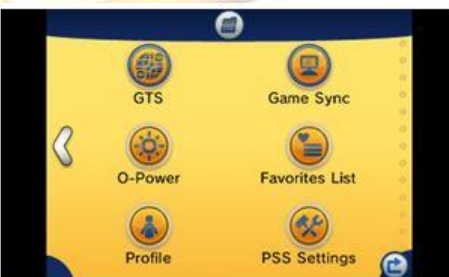 GTS
Game Sync
O-Power
Favorites List
Profile
PSS Settings